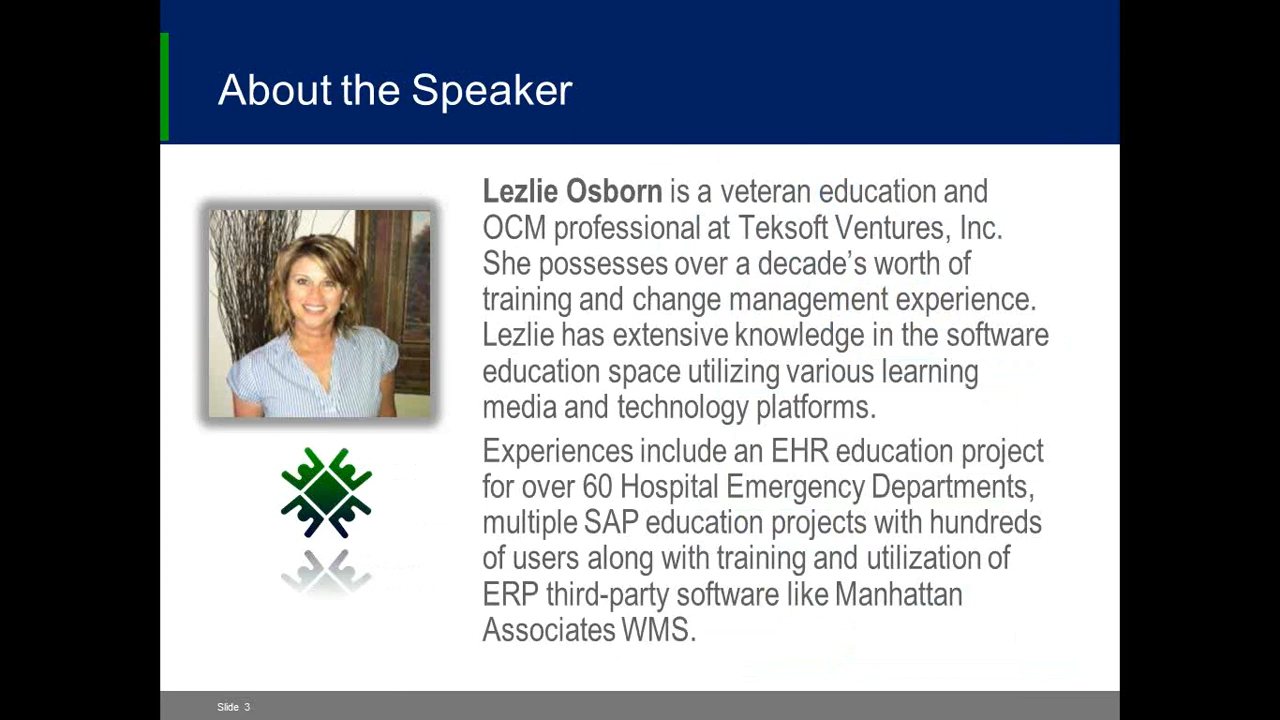 About the Speaker
Lezlie Osborn is a veteran education and
OCM professional at Teksoft Ventures, Inc.
She possesses over a decade’s worth of
training and change management experience.
Lezlie has extensive knowledge in the software
education space utilizing various learning
media and technology platforms.
Experiences include an EHR education project
for over 60 Hospital Emergency Departments,
multiple SAP education projects with hundreds
of users along with training and utilization of
ERP third-party software like Manhattan
Associates WMS.
Slide 3